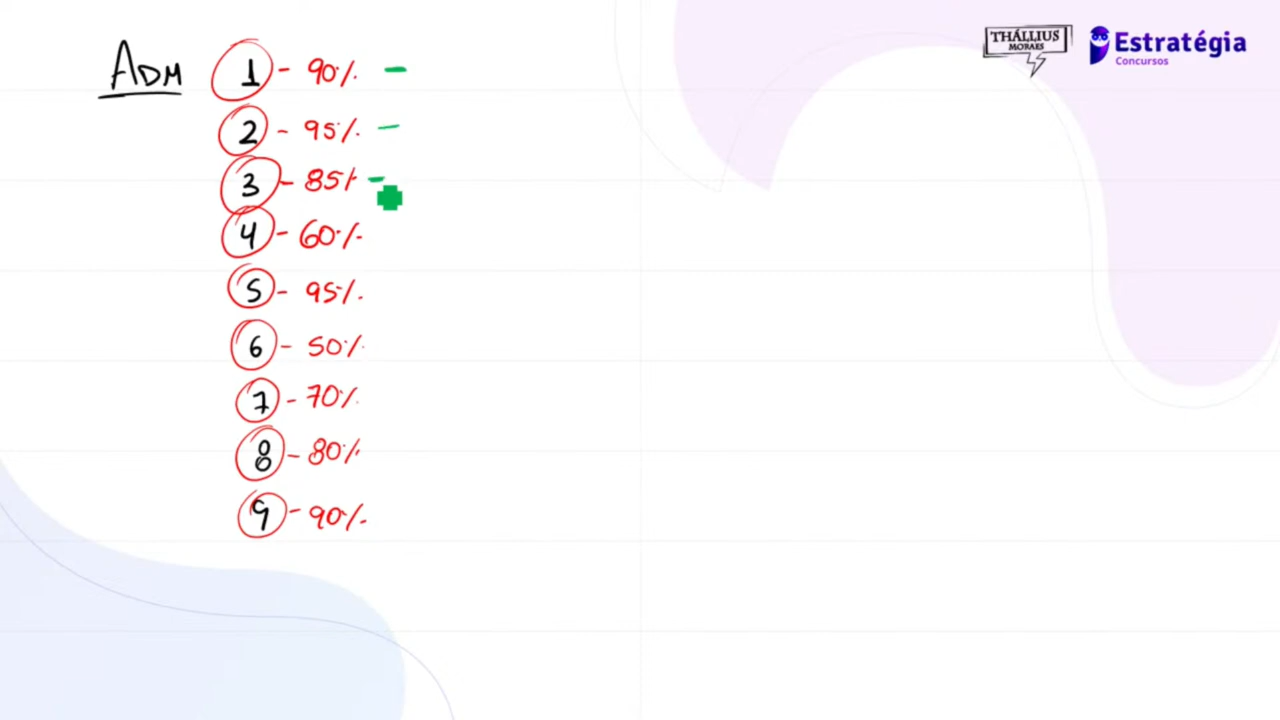 ADM 1 - 90% -
2 - 95% -
3 - 85% -
4 - 60%
5 - 95%
6 - 50%
7 - 70%
8 - 80%
9 - 90%
THÁLLIUS
MORAES
Estratégia
Concursos